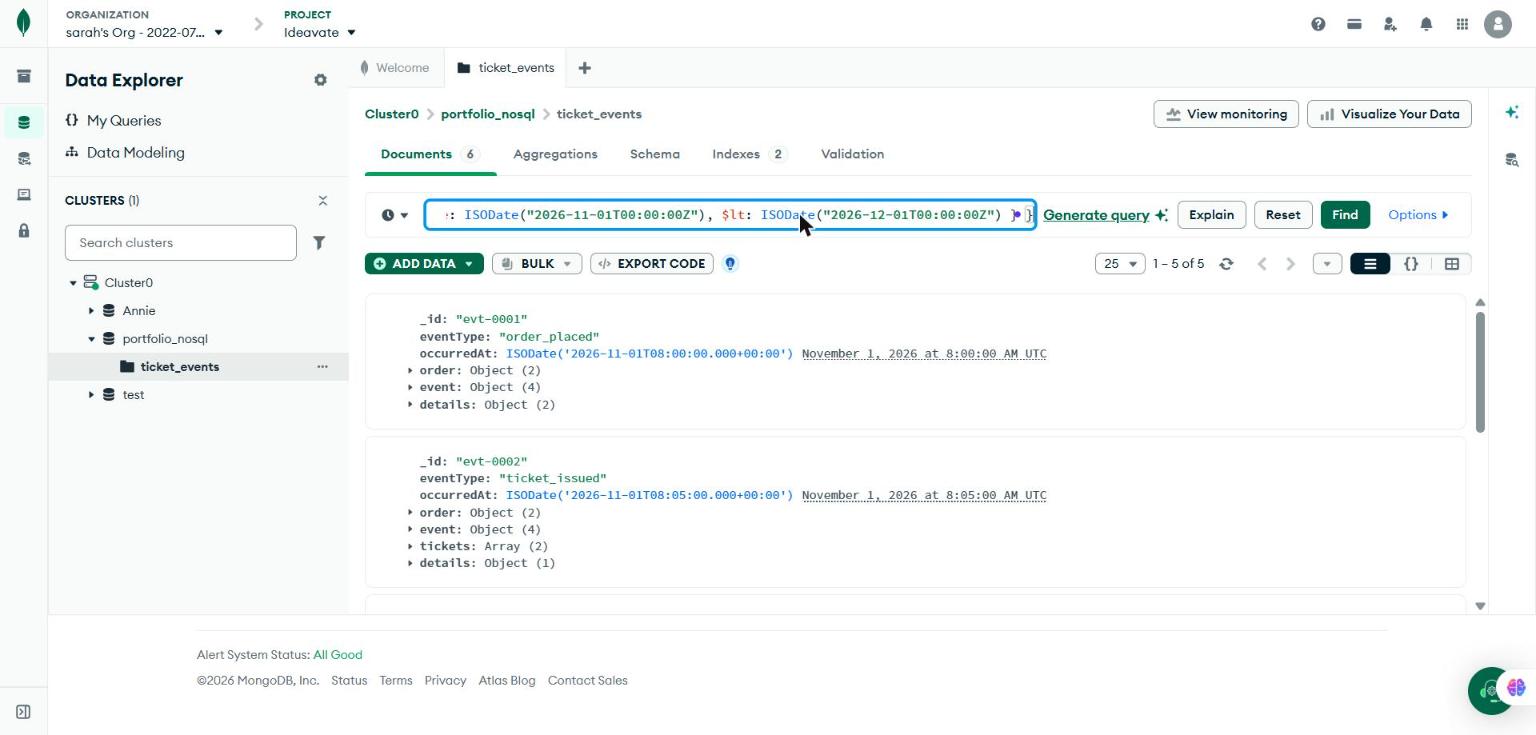 ORGANIZATION
sarah's Org - 2022-07...
PROJECT
Ideavate
Data Explorer
My Queries
Data Modeling
CLUSTERS (1)
Search clusters
Cluster0
Annie
portfolio_nosql
ticket_events
test
Welcome
ticket_events
Cluster0 > portfolio_nosql > ticket_events
View monitoring
Visualize Your Data
Documents 6
Aggregations
Schema
Indexes 2
Validation
: ISODate("2026-11-01T00:00:00Z"), $lt: ISODate("2026-12-01T00:00:00Z") } }
Generate query
Explain
Reset
Find
Options
ADD DATA
BULK
EXPORT CODE
25
1 – 5 of 5
_id: "evt-0001"
eventType: "order_placed"
occurredAt: ISODate('2026-11-01T08:00:00.000+00:00') November 1, 2026 at 8:00:00 AM UTC
order: Object (2)
event: Object (4)
details: Object (2)
_id: "evt-0002"
eventType: "ticket_issued"
occurredAt: ISODate('2026-11-01T08:05:00.000+00:00') November 1, 2026 at 8:05:00 AM UTC
order: Object (2)
event: Object (4)
tickets: Array (2)
details: Object (1)
Alert System Status: All Good
©2026 MongoDB, Inc. Status Terms Privacy Atlas Blog Contact Sales